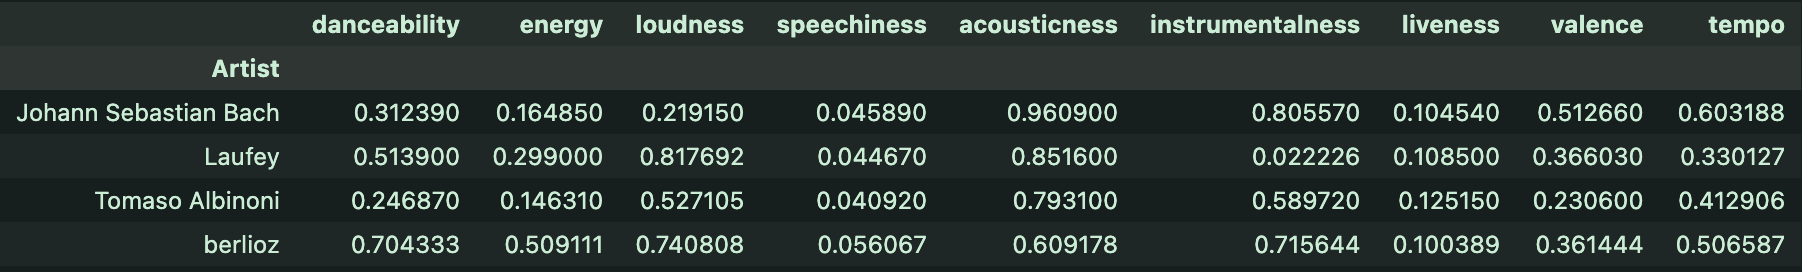 danceability energy loudness speechiness acousticness instrumentalness liveness valence tempo
Artist
Johann Sebastian Bach 0.312390 0.164850 0.219150 0.045890 0.960900 0.805570 0.104540 0.512660 0.603188
Laufey 0.513900 0.299000 0.817692 0.044670 0.851600 0.022226 0.108500 0.366030 0.330127
Tomaso Albinoni 0.246870 0.146310 0.527105 0.040920 0.793100 0.589720 0.125150 0.230600 0.412906
berlioz 0.704333 0.509111 0.740808 0.056067 0.609178 0.715644 0.100389 0.361444 0.506587